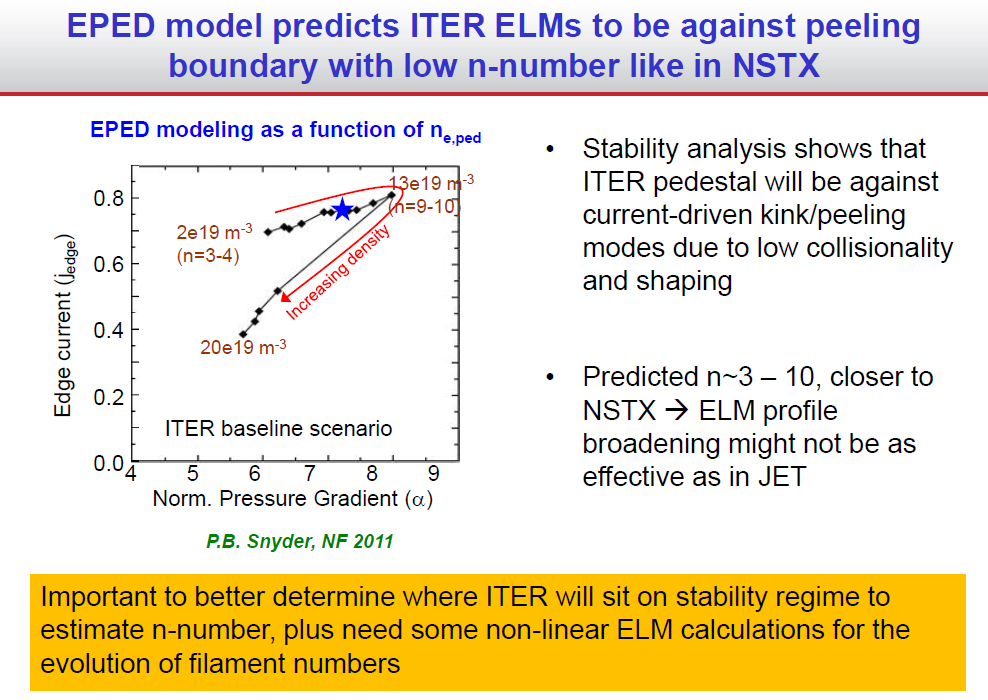 EPED model predicts ITER ELMs to be against peeling
boundary with low n-number like in NSTX
EPED modeling as a function of n_e,ped
0.8
0.6
0.4
0.2
0.0
Edge current (j_edge)
13e19 m⁻³
(n=9-10)
2e19 m⁻³
(n=3-4)
Increasing density
20e19 m⁻³
ITER baseline scenario
4 5 6 7 8 9
Norm. Pressure Gradient (α)
P.B. Snyder, NF 2011
• Stability analysis shows that
ITER pedestal will be against
current-driven kink/peeling
modes due to low collisionality
and shaping
• Predicted n~3 – 10, closer to
NSTX → ELM profile
broadening might not be as
effective as in JET
Important to better determine where ITER will sit on stability regime to
estimate n-number, plus need some non-linear ELM calculations for the
evolution of filament numbers